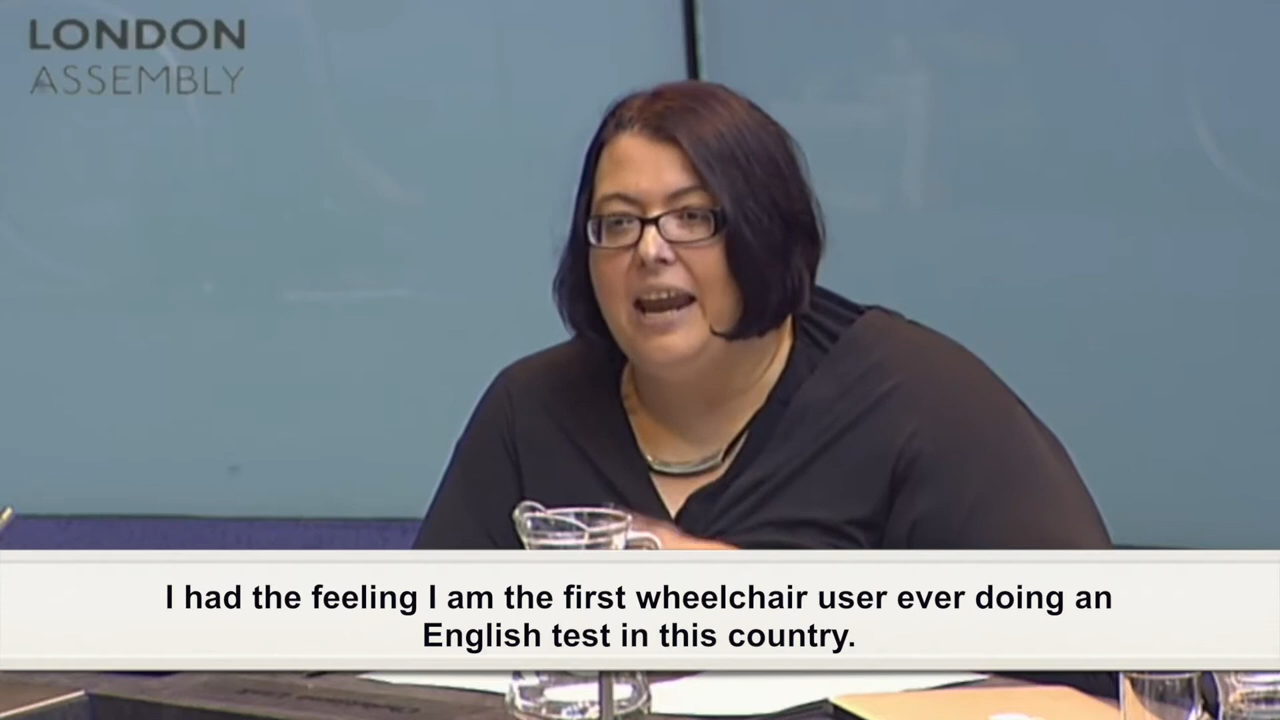 LONDON
ASSEMBLY
I had the feeling I am the first wheelchair user ever doing an
English test in this country.